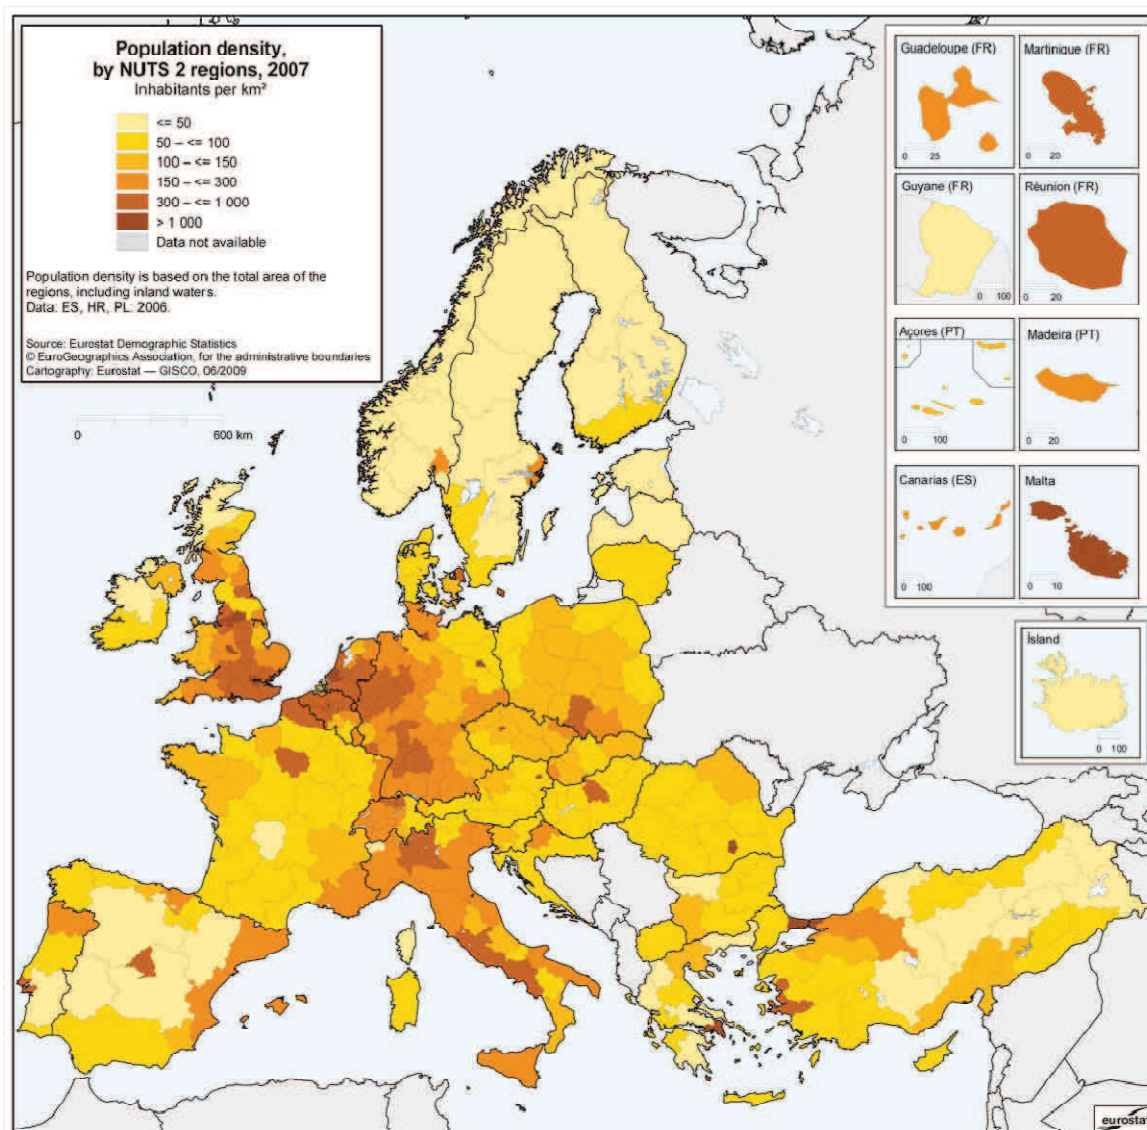 Population density,
by NUTS 2 regions, 2007
Inhabitants per km²
<= 50
50 – <= 100
100 – <= 150
150 – <= 300
300 – <= 1 000
> 1 000
Data not available
Population density is based on the total area of the
regions, including inland waters.
Data: ES, HR, PL: 2006.
Source: Eurostat Demographic Statistics
© EuroGeographics Association, for the administrative boundaries
Cartography: Eurostat — GISCO, 06/2009
0 600 km
Guadeloupe (FR)
0 25
Martinique (FR)
0 20
Guyane (FR)
0 100
Réunion (FR)
0 20
Açores (PT)
0 100
Madeira (PT)
0 20
Canarias (ES)
0 100
Malta
0 10
Ísland
0 100
eurostat